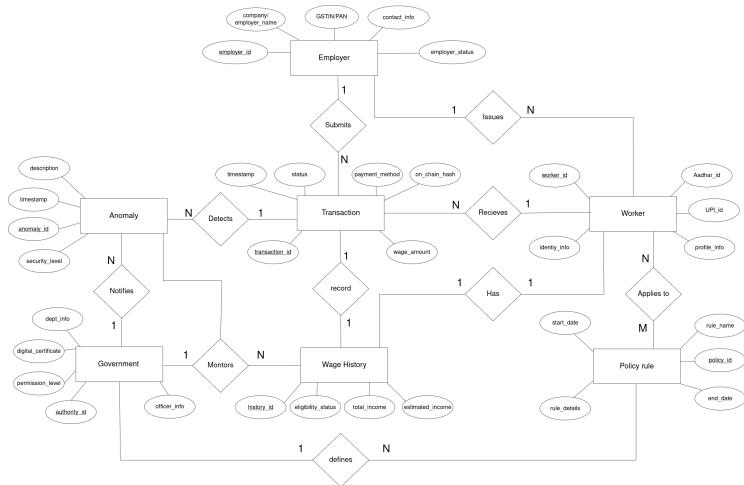 company/
employer_name
GSTIN/PAN
contact_info
employer_id
employer_status
Employer
1
1
Issues
N
Submits
N
description
timestamp
status
payment_method
on_chain_hash
worker_id
Aadhar_id
timestamp
Anomaly
N
Detects
1
Transaction
N
Recieves
1
Worker
UPI_id
anomaly_id
security_level
transaction_id
wage_amount
identiy_info
profile_info
N
1
1
N
Notifies
record
1
Has
1
Applies to
dept_info
1
1
M
start_date
rule_name
digital_certificate
Government
1
Montors
N
Wage History
Policy rule
policy_id
permission_level
authority_id
officer_info
history_id
eligibility_status
total_income
estimated_income
rule_details
end_date
1
defines
N